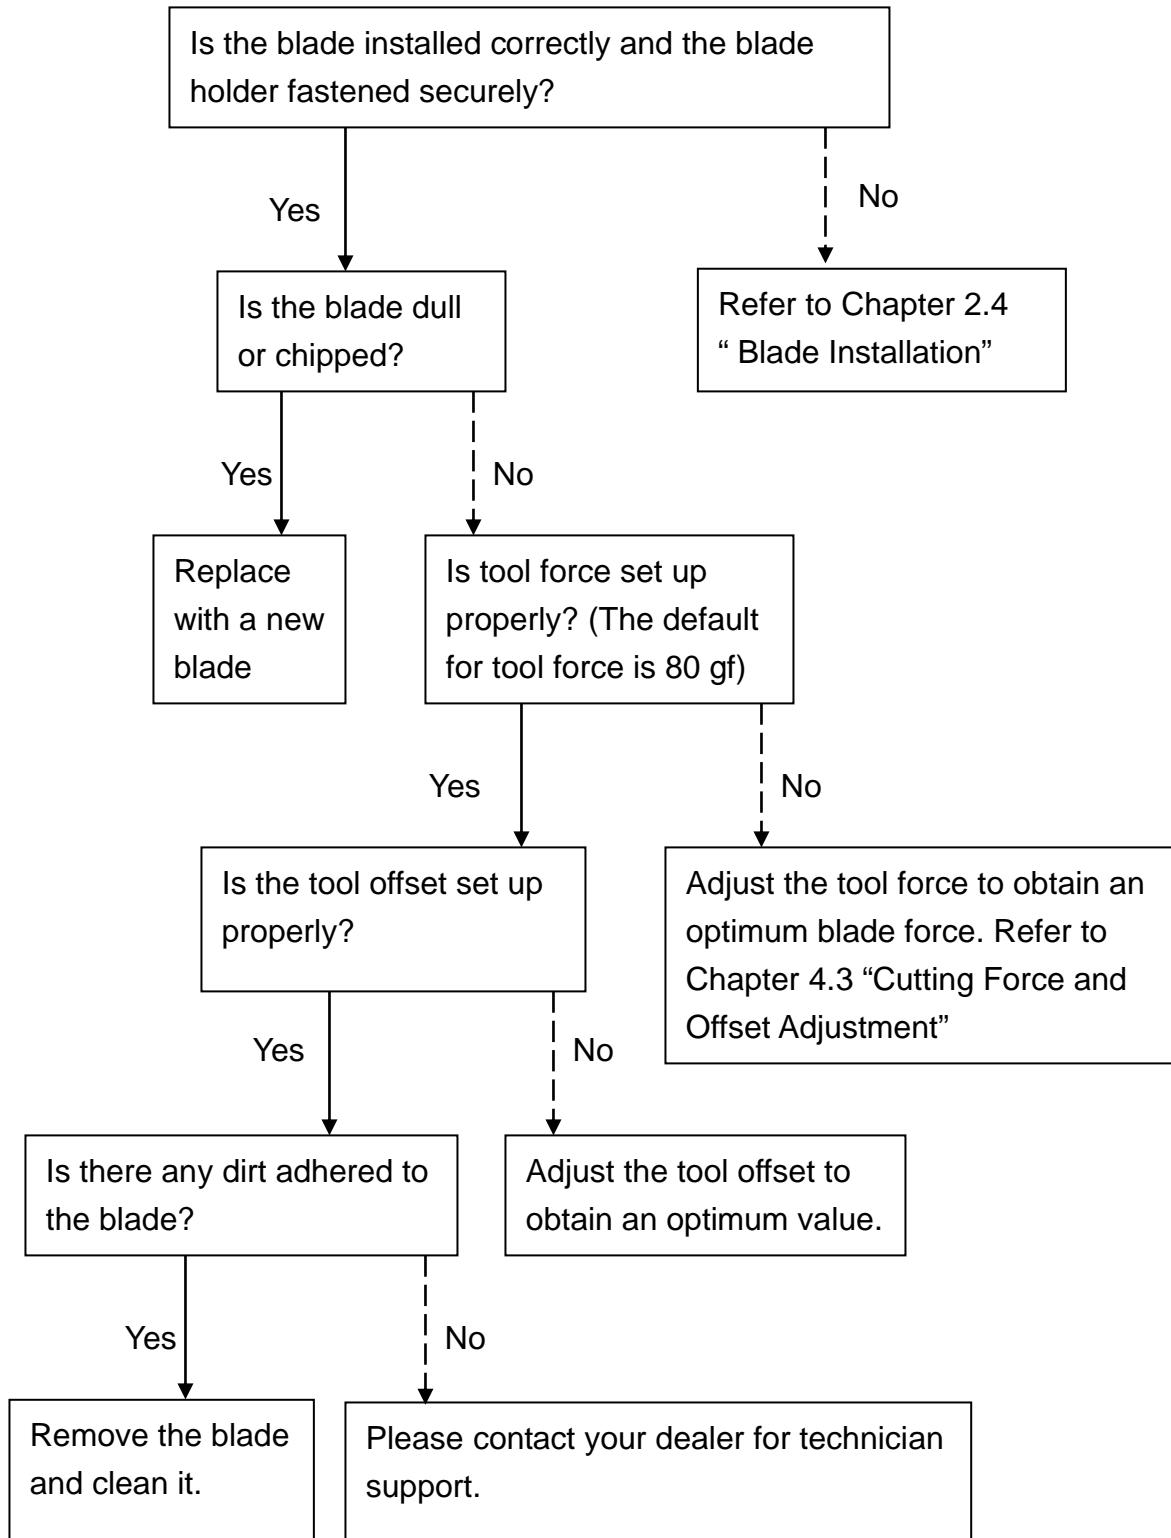 Is the blade installed correctly and the blade
holder fastened securely?
Yes
No
Is the blade dull
or chipped?
Refer to Chapter 2.4
“ Blade Installation”
Yes
No
Replace
with a new
blade
Is tool force set up
properly? (The default
for tool force is 80 gf)
Yes
No
Is the tool offset set up
properly?
Adjust the tool force to obtain an
optimum blade force. Refer to
Chapter 4.3 “Cutting Force and
Offset Adjustment”
Yes
No
Is there any dirt adhered to
the blade?
Adjust the tool offset to
obtain an optimum value.
Yes
No
Remove the blade
and clean it.
Please contact your dealer for technician
support.